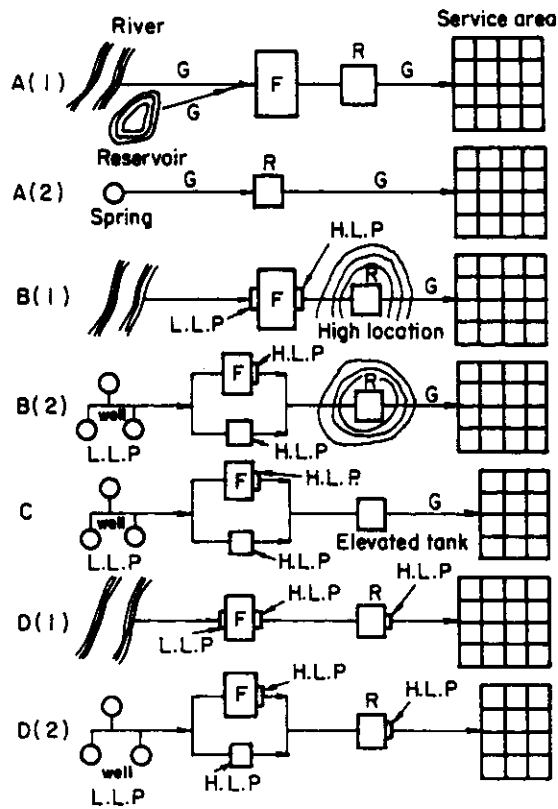 River
Service area
R
G
G
A(1)
F
G
Reservoir
R
A(2)
G
G
Spring
H.L.P
B(1)
F
R
G
L.L.P
High location
H.L.P
F
R
B(2)
well
G
L.L.P
H.L.P
H.L.P
F
C
well
G
L.L.P
H.L.P
Elevated tank
H.L.P
R
H.L.P
D(1)
F
L.L.P
H.L.P
F
R
H.L.P
D(2)
well
H.L.P
L.L.P